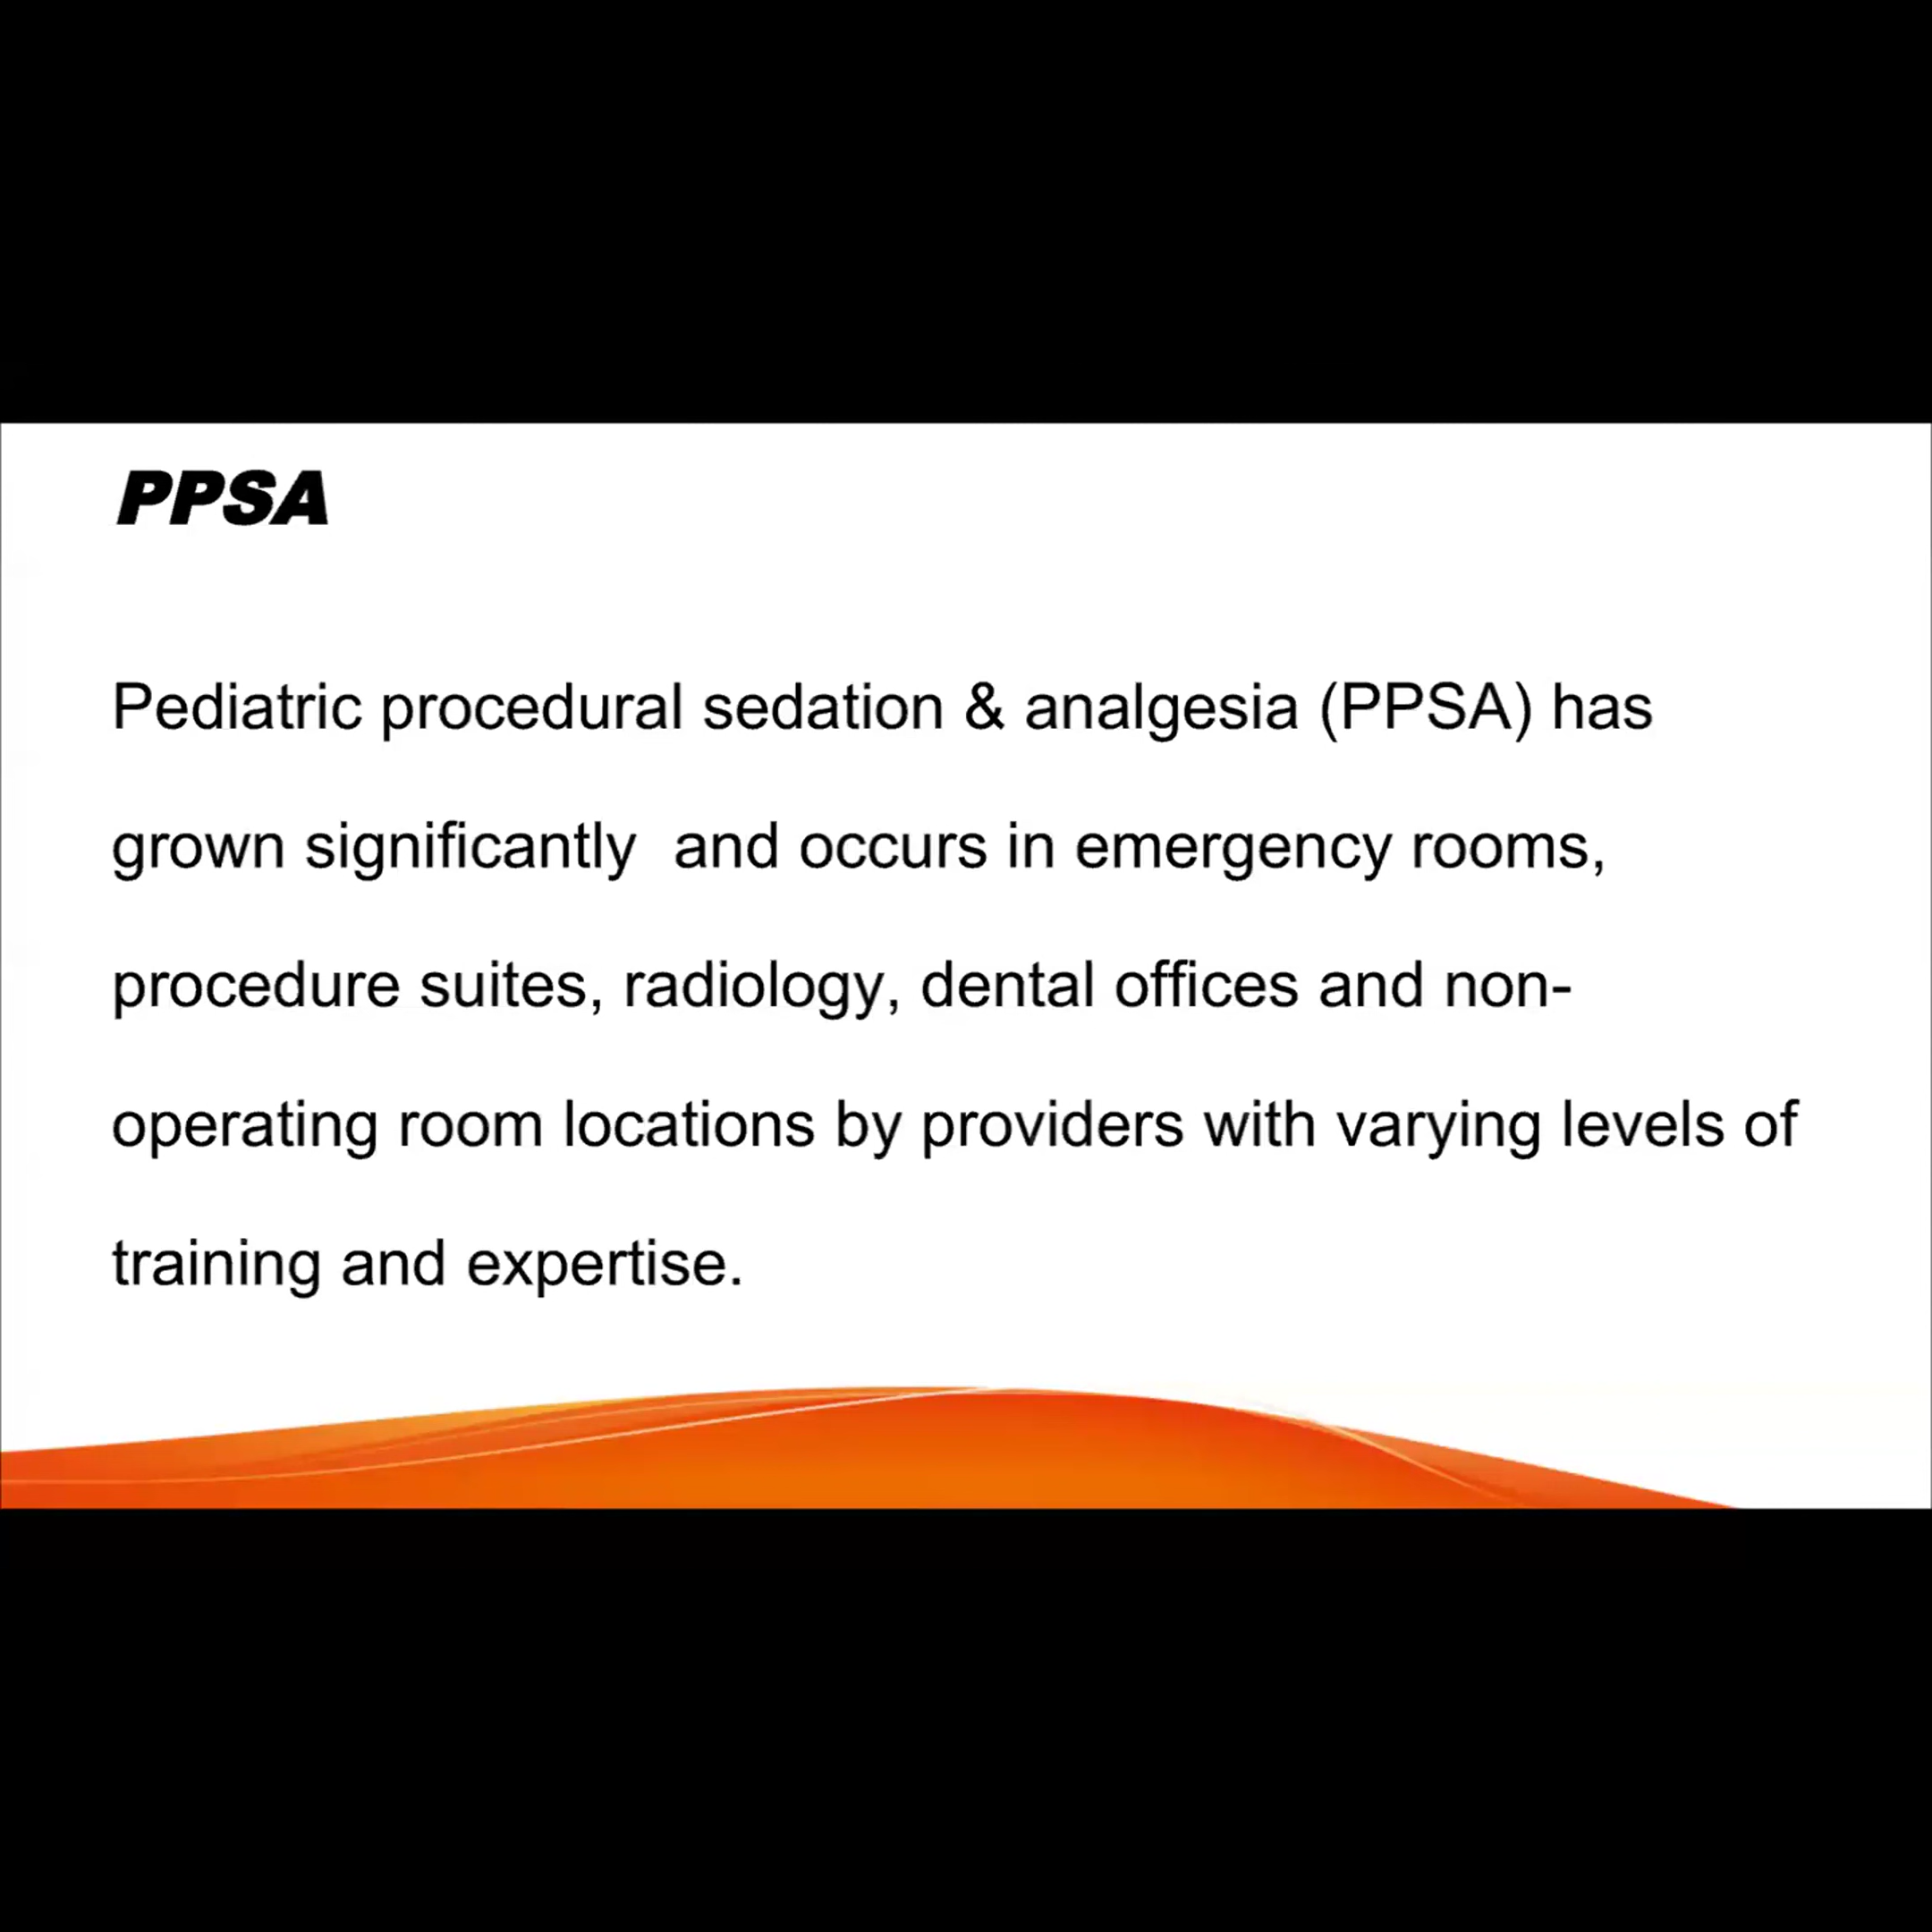 PPSA
Pediatric procedural sedation & analgesia (PPSA) has
grown significantly  and occurs in emergency rooms,
procedure suites, radiology, dental offices and non-
operating room locations by providers with varying levels of
training and expertise.